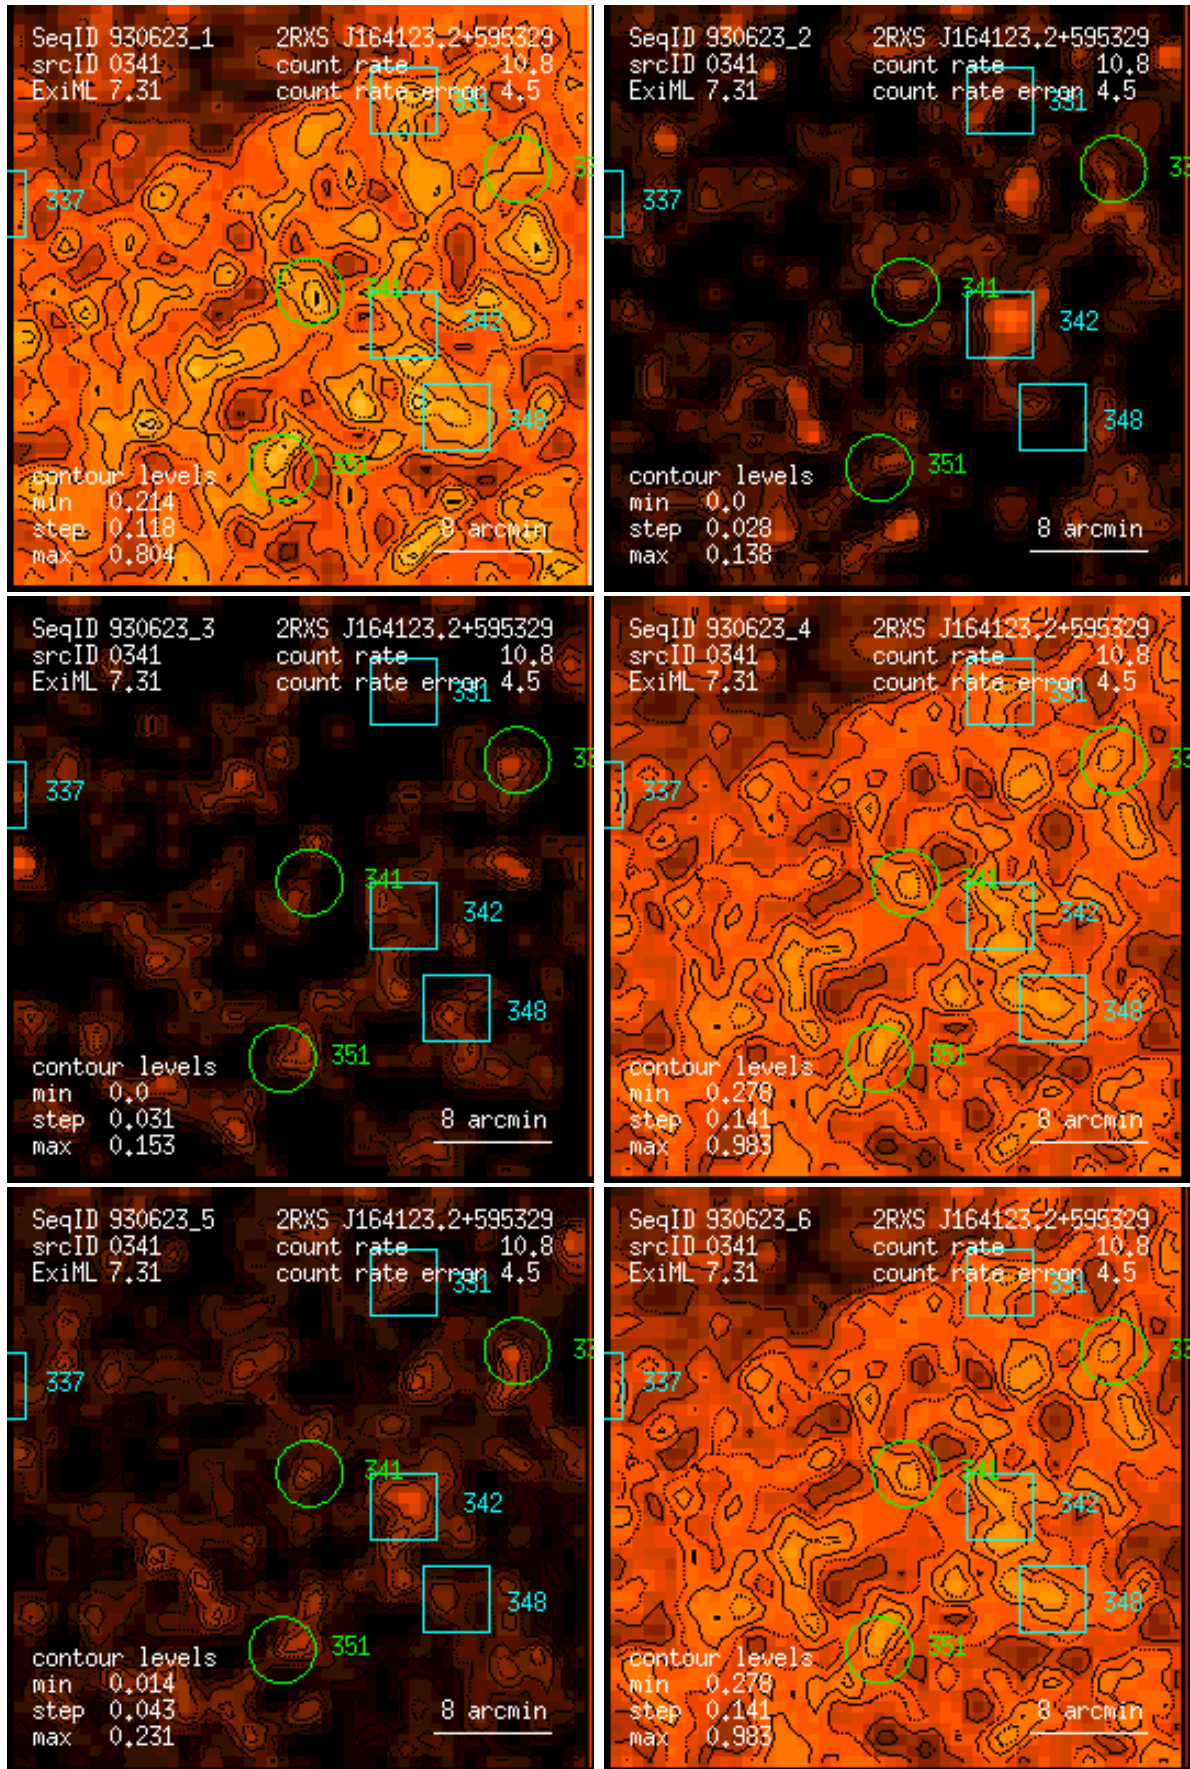 SeqID 930623_1 2RXS J164123.2+595329
srcID 0341 count rate 10.8
ExiML 7.31 count rate error 4.5
331
337
341
342
348
351
contour levels
min 0.214
step 0.118
max 0.804
8 arcmin
SeqID 930623_2 2RXS J164123.2+595329
srcID 0341 count rate 10.8
ExiML 7.31 count rate error 4.5
331
337
341
342
348
351
contour levels
min 0.0
step 0.028
max 0.138
8 arcmin
SeqID 930623_3 2RXS J164123.2+595329
srcID 0341 count rate 10.8
ExiML 7.31 count rate error 4.5
331
337
341
342
348
351
contour levels
min 0.0
step 0.031
max 0.153
8 arcmin
SeqID 930623_4 2RXS J164123.2+595329
srcID 0341 count rate 10.8
ExiML 7.31 count rate error 4.5
331
337
341
342
348
351
contour levels
min 0.278
step 0.141
max 0.983
8 arcmin
SeqID 930623_5 2RXS J164123.2+595329
srcID 0341 count rate 10.8
ExiML 7.31 count rate error 4.5
331
337
341
342
348
351
contour levels
min 0.014
step 0.043
max 0.231
8 arcmin
SeqID 930623_6 2RXS J164123.2+595329
srcID 0341 count rate 10.8
ExiML 7.31 count rate error 4.5
331
337
341
342
348
351
contour levels
min 0.278
step 0.141
max 0.983
8 arcmin